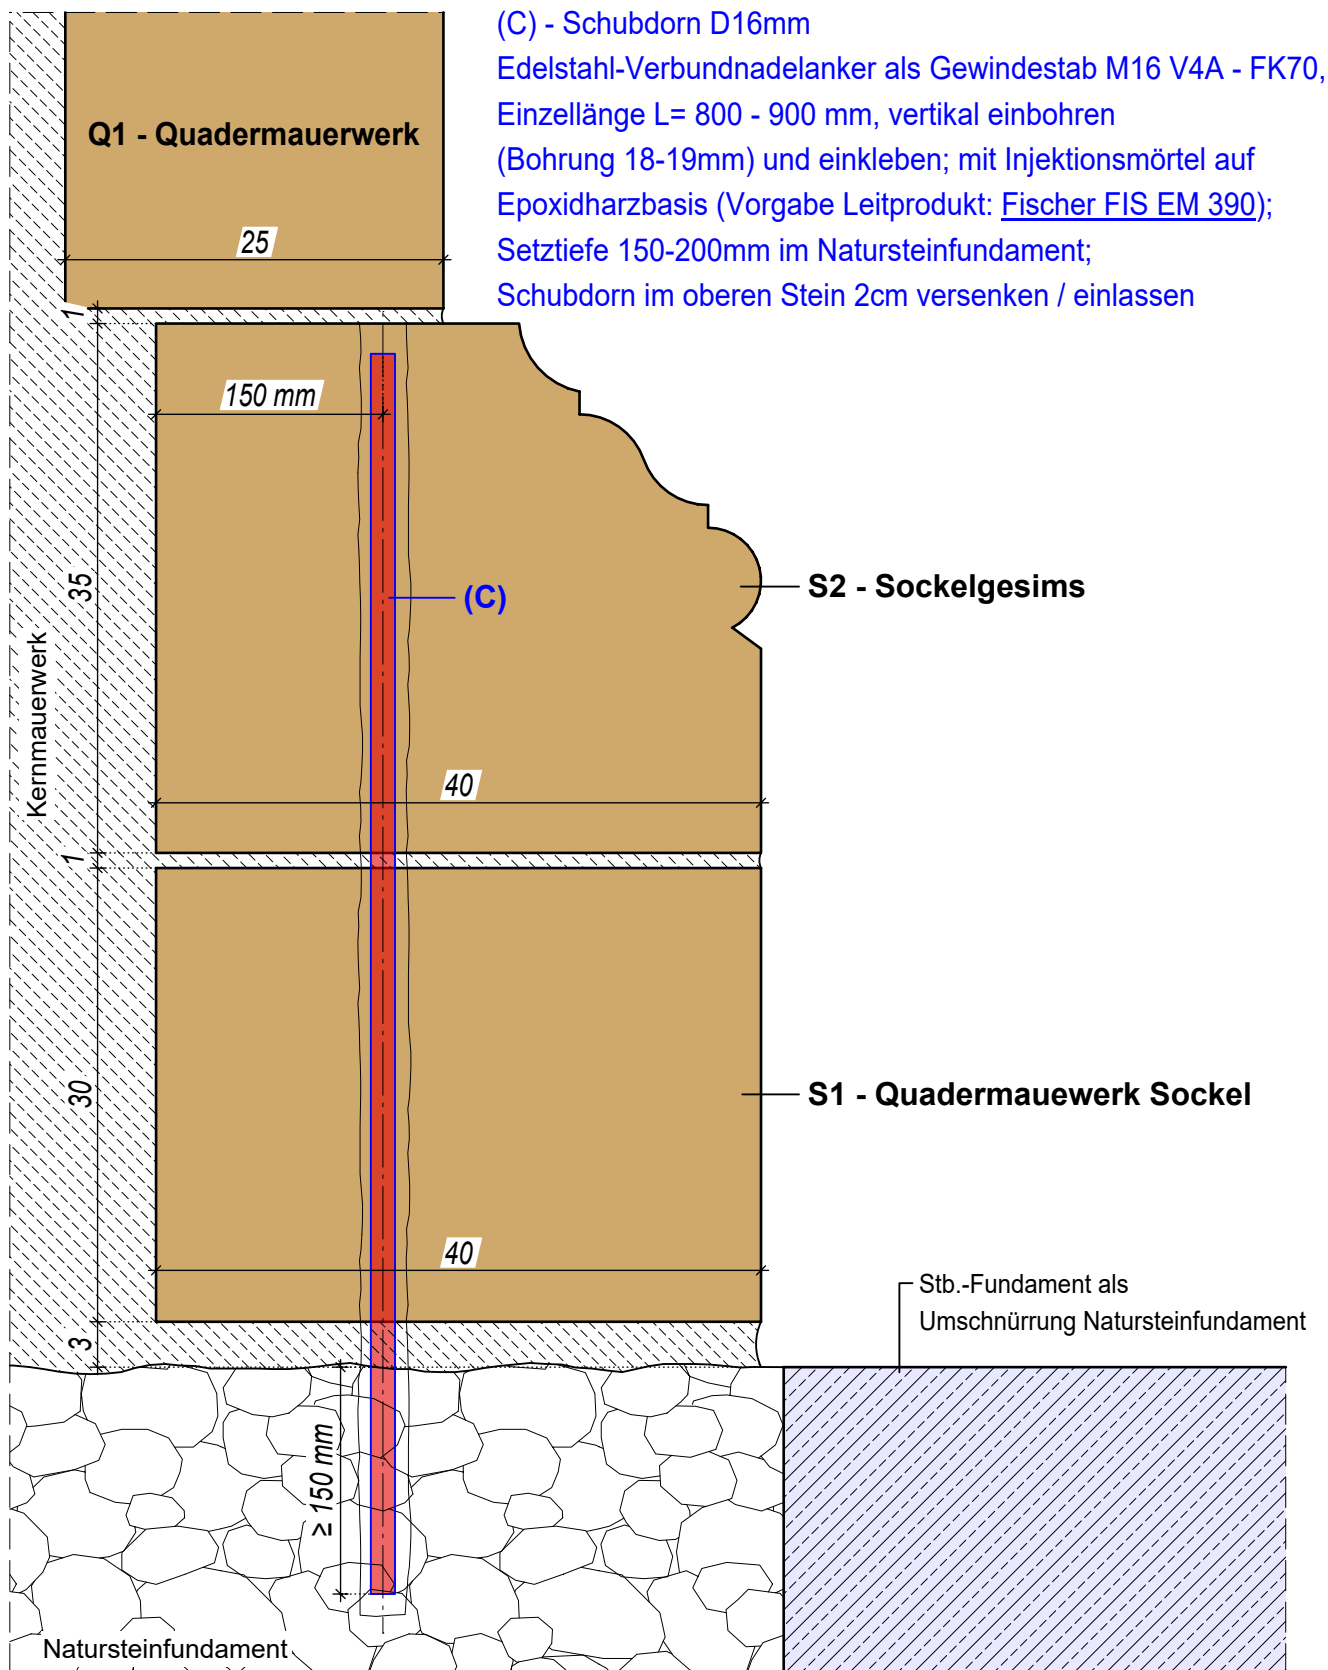 (C) - Schubdorn D16mm
Edelstahl-Verbundnadelanker als Gewindestab M16 V4A - FK70,
Einzellänge L= 800 - 900 mm, vertikal einbohren
(Bohrung 18-19mm) und einkleben; mit Injektionsmörtel auf
Epoxidharzbasis (Vorgabe Leitprodukt: Fischer FIS EM 390);
Setztiefe 150-200mm im Natursteinfundament;
Schubdorn im oberen Stein 2cm versenken / einlassen
Q1 - Quadermauerwerk
25
1
150 mm
35
(C)
S2 - Sockelgesims
Kernmauerwerk
40
1
30
S1 - Quadermauewerk Sockel
40
3
Stb.-Fundament als
Umschnürrung Natursteinfundament
≥ 150 mm
Natursteinfundament